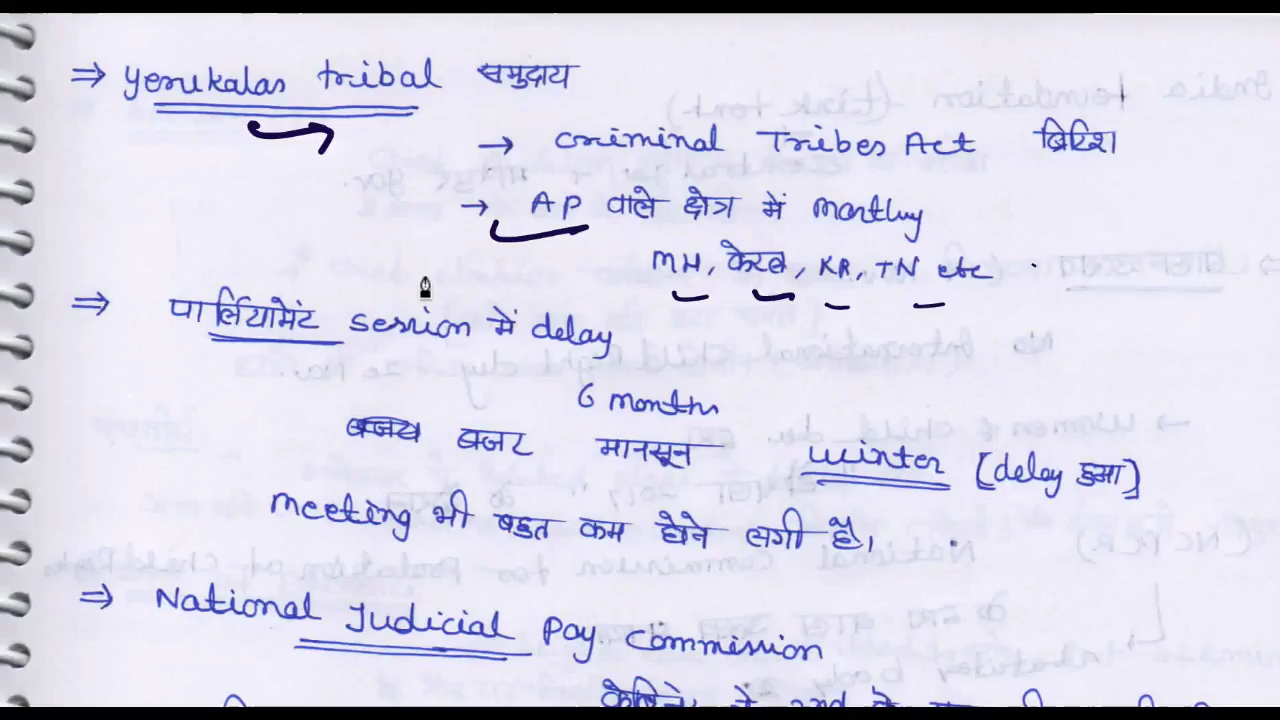 ⇒ Yerukalas tribal समुदाय
→ Criminal Tribes Act ब्रिटिश
→ AP वाले क्षेत्र में Mostly
MH, केरल, KR, TN etc
⇒ पार्लियामेंट session में delay
6 months
बजट मानसून winter [delay हुआ]
meeting भी बहुत कम होने लगी हैं।
⇒ National Judicial Pay Commission